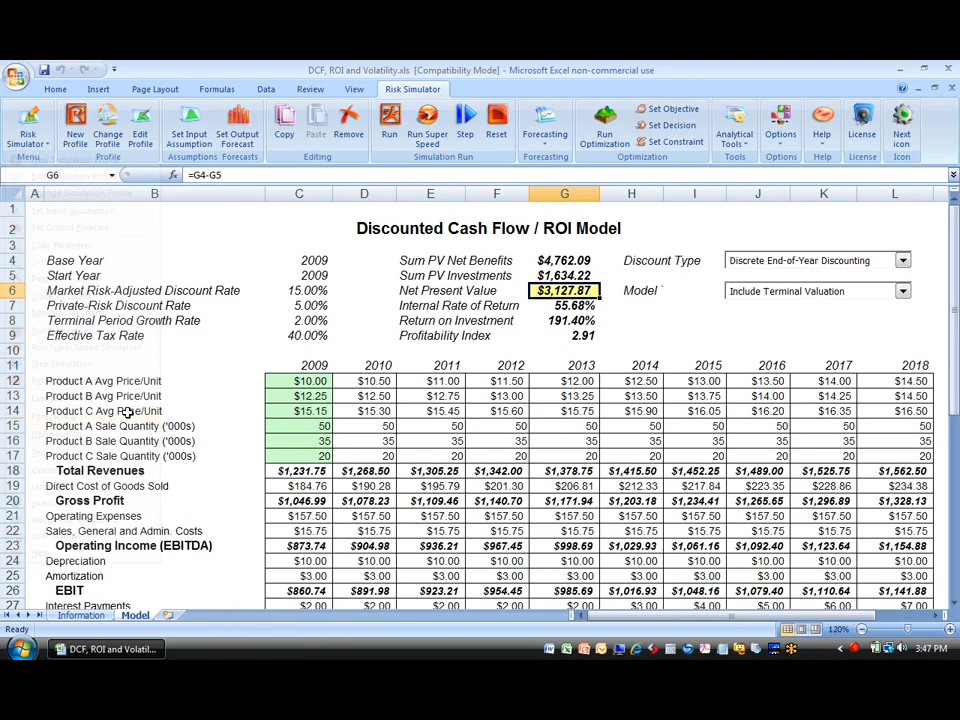 DCF, ROI and Volatility.xls [Compatibility Mode] - Microsoft Excel non-commercial use
Home Insert Page Layout Formulas Data Review View Risk Simulator
Risk Simulator New Profile Change Profile Edit Profile Set Input Assumption Set Output Forecast Copy Paste Remove Run Run Super Speed Step Reset Forecasting Run Optimization Set Objective Set Decision Set Constraint Analytical Tools Options Help License Next icon
Menu Profile Assumptions Forecasts Editing Simulation Run Forecasting Optimization Tools Options Help License Icon
G6 fx =G4-G5
A B C D E F G H I J K L
1
2 Discounted Cash Flow / ROI Model
3
4 Base Year 2009 Sum PV Net Benefits $4,762.09 Discount Type Discrete End-of-Year Discounting
5 Start Year 2009 Sum PV Investments $1,634.22
6 Market Risk-Adjusted Discount Rate 15.00% Net Present Value $3,127.87 Model ` Include Terminal Valuation
7 Private-Risk Discount Rate 5.00% Internal Rate of Return 55.68%
8 Terminal Period Growth Rate 2.00% Return on Investment 191.40%
9 Effective Tax Rate 40.00% Profitability Index 2.91
10
11 2009 2010 2011 2012 2013 2014 2015 2016 2017 2018
12 Product A Avg Price/Unit $10.00 $10.50 $11.00 $11.50 $12.00 $12.50 $13.00 $13.50 $14.00 $14.50
13 Product B Avg Price/Unit $12.25 $12.50 $12.75 $13.00 $13.25 $13.50 $13.75 $14.00 $14.25 $14.50
14 Product C Avg Price/Unit $15.15 $15.30 $15.45 $15.60 $15.75 $15.90 $16.05 $16.20 $16.35 $16.50
15 Product A Sale Quantity ('000s) 50 50 50 50 50 50 50 50 50 50
16 Product B Sale Quantity ('000s) 35 35 35 35 35 35 35 35 35 35
17 Product C Sale Quantity ('000s) 20 20 20 20 20 20 20 20 20 20
18 Total Revenues $1,231.75 $1,268.50 $1,305.25 $1,342.00 $1,378.75 $1,415.50 $1,452.25 $1,489.00 $1,525.75 $1,562.50
19 Direct Cost of Goods Sold $184.76 $190.28 $195.79 $201.30 $206.81 $212.33 $217.84 $223.35 $228.86 $234.38
20 Gross Profit $1,046.99 $1,078.23 $1,109.46 $1,140.70 $1,171.94 $1,203.18 $1,234.41 $1,265.65 $1,296.89 $1,328.13
21 Operating Expenses $157.50 $157.50 $157.50 $157.50 $157.50 $157.50 $157.50 $157.50 $157.50 $157.50
22 Sales, General and Admin. Costs $15.75 $15.75 $15.75 $15.75 $15.75 $15.75 $15.75 $15.75 $15.75 $15.75
23 Operating Income (EBITDA) $873.74 $904.98 $936.21 $967.45 $998.69 $1,029.93 $1,061.16 $1,092.40 $1,123.64 $1,154.88
24 Depreciation $10.00 $10.00 $10.00 $10.00 $10.00 $10.00 $10.00 $10.00 $10.00 $10.00
25 Amortization $3.00 $3.00 $3.00 $3.00 $3.00 $3.00 $3.00 $3.00 $3.00 $3.00
26 EBIT $860.74 $891.98 $923.21 $954.45 $985.69 $1,016.93 $1,048.16 $1,079.40 $1,110.64 $1,141.88
27 Interest Payments $2.00 $2.00 $2.00 $2.00 $2.00 $3.00 $4.00 $5.00 $6.00 $7.00
Information Model
Ready 120%
DCF, ROI and Volatil... 3:47 PM